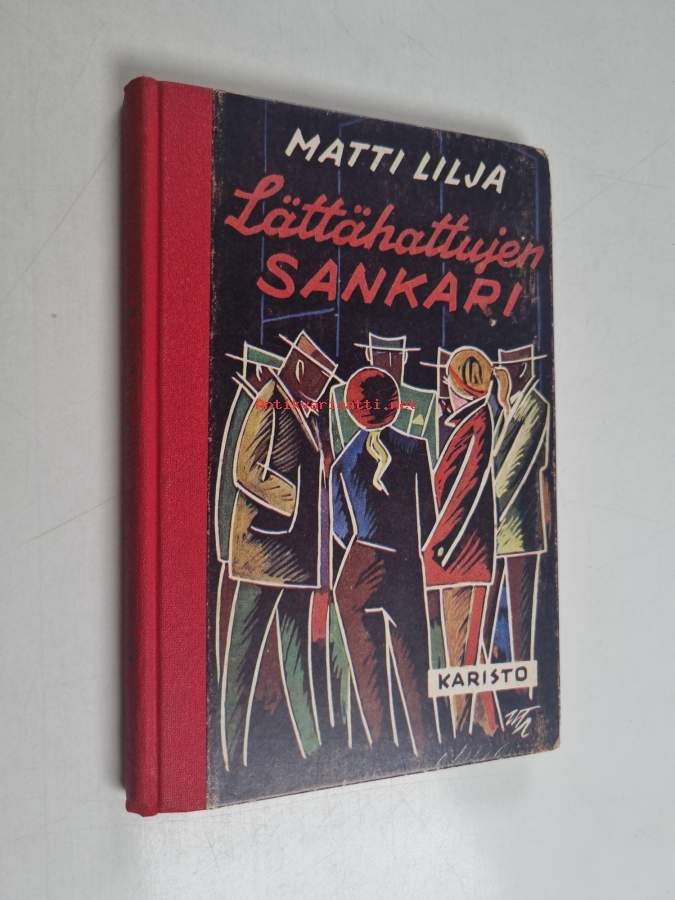 MATTI LILJA
Lättähattujen
SANKARI
Antikvariaatti.net
KARISTO